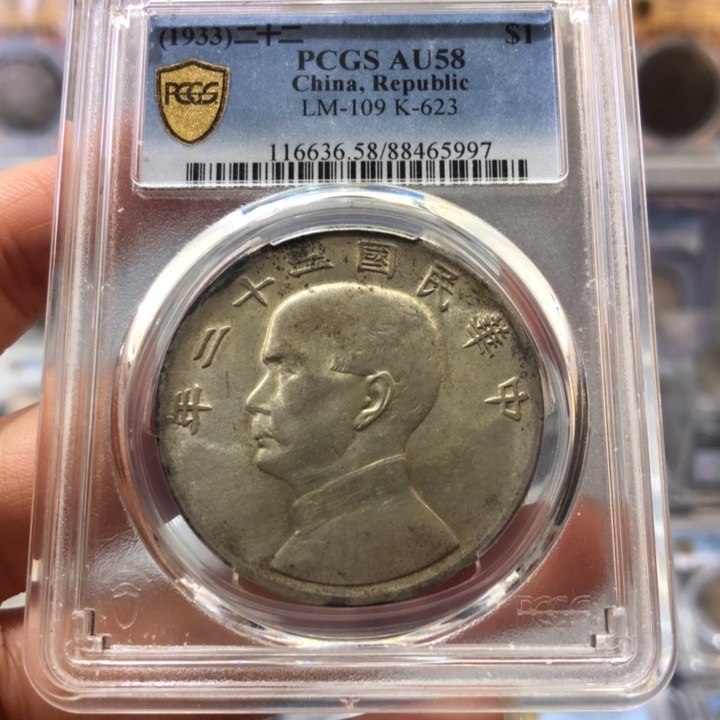 (1933)二十二 $1
PCGS AU58
China, Republic
LM-109 K-623
PCGS
116636.58/88465997
中華民國二十二年
PCGS